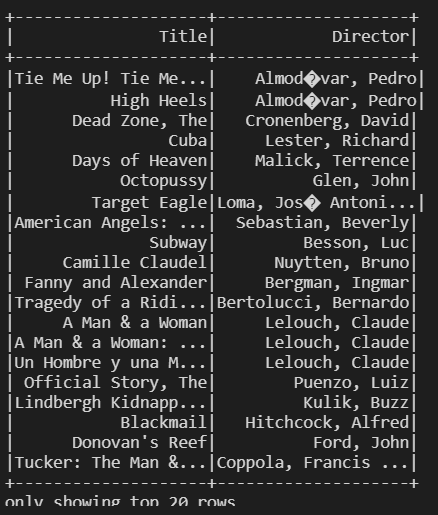 +--------------------+--------------------+
|               Title|            Director|
+--------------------+--------------------+
|Tie Me Up! Tie Me...|    Almod�var, Pedro|
|          High Heels|    Almod�var, Pedro|
|      Dead Zone, The|   Cronenberg, David|
|                Cuba|     Lester, Richard|
|      Days of Heaven|    Malick, Terrence|
|           Octopussy|          Glen, John|
|        Target Eagle|Loma, Jos� Antoni...|
|American Angels: ...|  Sebastian, Beverly|
|              Subway|         Besson, Luc|
|     Camille Claudel|      Nuytten, Bruno|
| Fanny and Alexander|     Bergman, Ingmar|
|Tragedy of a Ridi...|Bertolucci, Bernardo|
|       A Man & a Woman|     Lelouch, Claude|
|A Man & a Woman: ...|     Lelouch, Claude|
|Un Hombre y una M...|     Lelouch, Claude|
| Official Story, The|        Puenzo, Luiz|
|Lindbergh Kidnapp...|         Kulik, Buzz|
|           Blackmail|   Hitchcock, Alfred|
|      Donovan's Reef|          Ford, John|
|Tucker: The Man &...|Coppola, Francis ...|
+--------------------+--------------------+
only showing top 20 rows